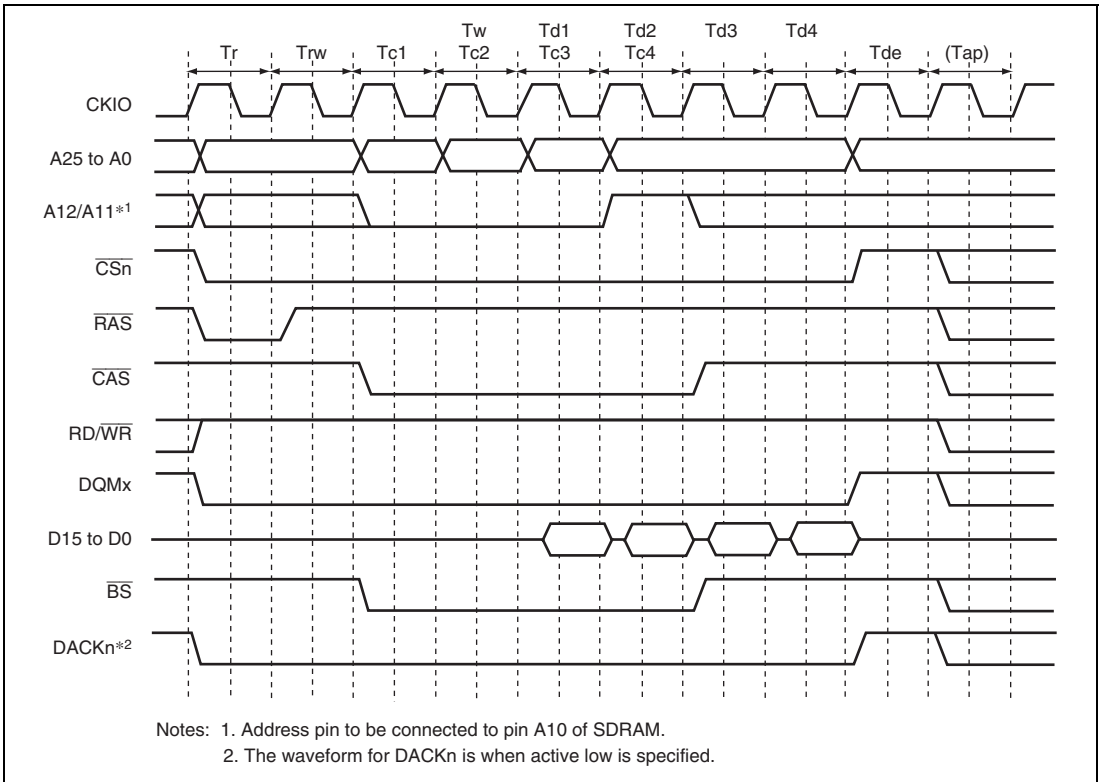 Tw Td1 Td2 Td3 Td4
Tr Trw Tc1 Tc2 Tc3 Tc4 Tde (Tap)
CKIO
A25 to A0
A12/A11*1
CSn
RAS
CAS
RD/WR
DQMx
D15 to D0
BS
DACKn*2
Notes: 1. Address pin to be connected to pin A10 of SDRAM.
2. The waveform for DACKn is when active low is specified.